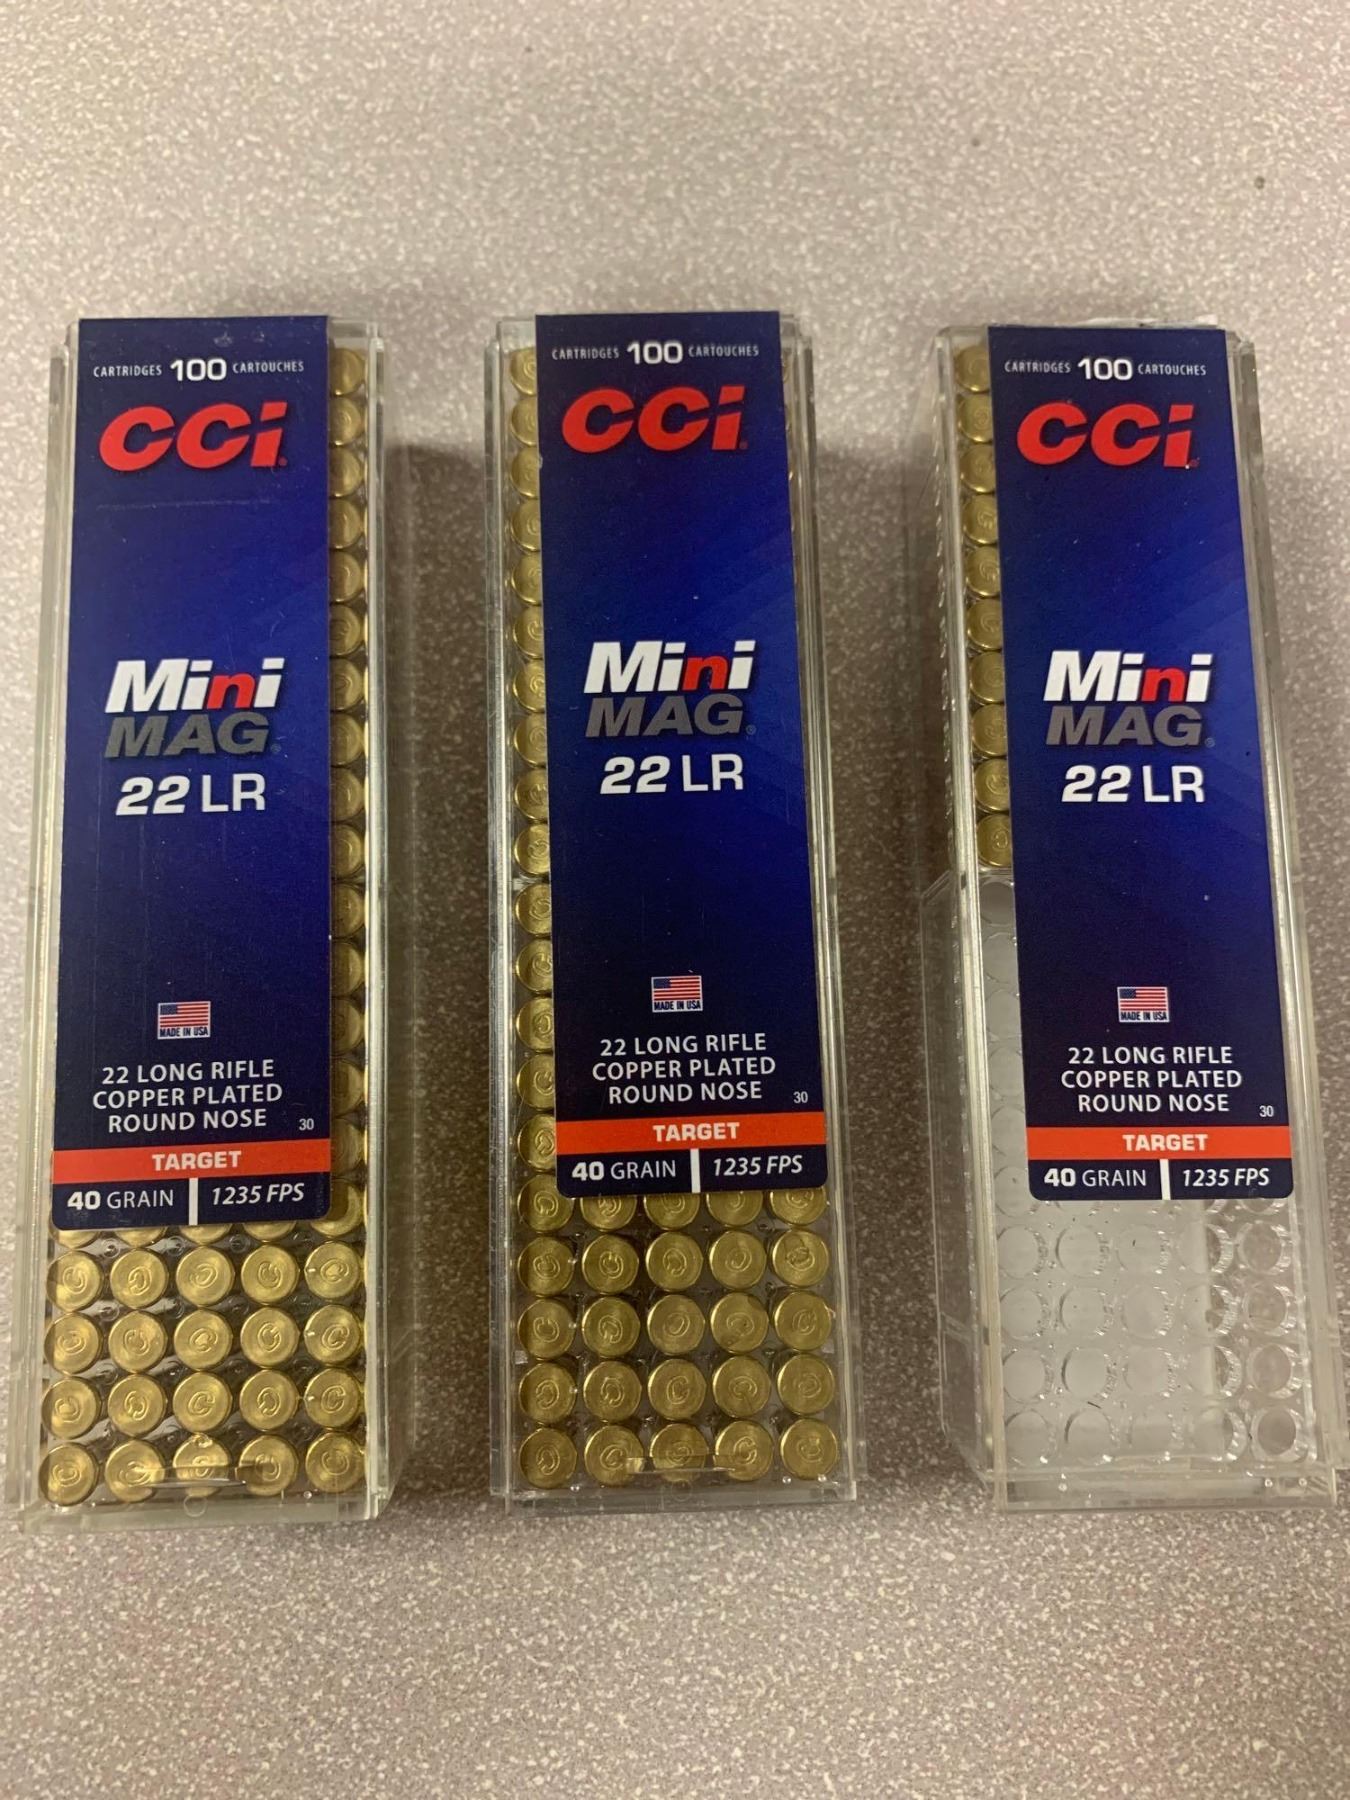 CARTRIDGES 100 CARTOUCHES
CCi
Mini
MAG
22 LR
MADE IN USA
22 LONG RIFLE
COPPER PLATED
ROUND NOSE
30
TARGET
40 GRAIN 1235 FPS
CARTRIDGES 100 CARTOUCHES
CCi
Mini
MAG
22 LR
MADE IN USA
22 LONG RIFLE
COPPER PLATED
ROUND NOSE
30
TARGET
40 GRAIN 1235 FPS
CARTRIDGES 100 CARTOUCHES
CCi
Mini
MAG
22 LR
MADE IN USA
22 LONG RIFLE
COPPER PLATED
ROUND NOSE
30
TARGET
40 GRAIN 1235 FPS